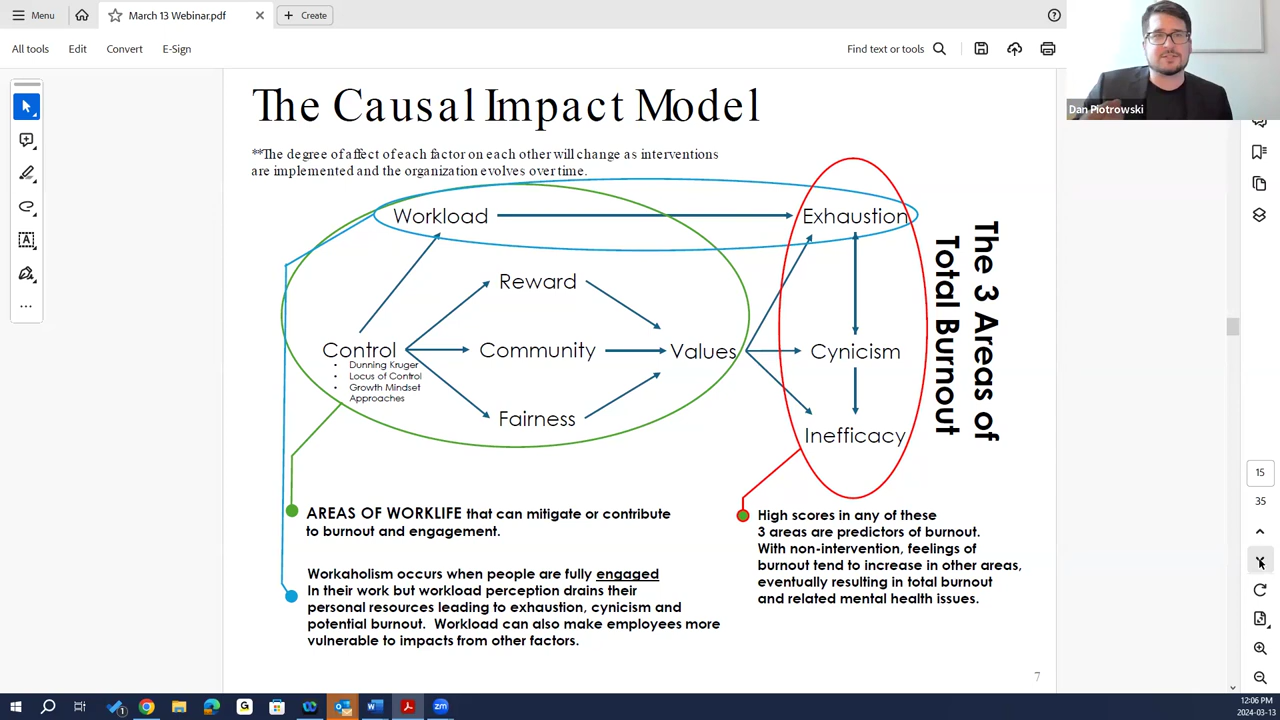 Menu
March 13 Webinar.pdf
Create
All tools
Edit
Convert
E-Sign
Find text or tools
Dan Piotrowski
The Causal Impact Model
**The degree of affect of each factor on each other will change as interventions
are implemented and the organization evolves over time.
Workload
Exhaustion
Reward
Control
Community
Values
Cynicism
• Dunning Kruger
• Locus of Control
• Growth Mindset
Approaches
Fairness
Inefficacy
The 3 Areas of
Total Burnout
AREAS OF WORKLIFE that can mitigate or contribute
to burnout and engagement.
Workaholism occurs when people are fully engaged
In their work but workload perception drains their
personal resources leading to exhaustion, cynicism and
potential burnout. Workload can also make employees more
vulnerable to impacts from other factors.
High scores in any of these
3 areas are predictors of burnout.
With non-intervention, feelings of
burnout tend to increase in other areas,
eventually resulting in total burnout
and related mental health issues.
7
15
35
12:06 PM
2024-03-13